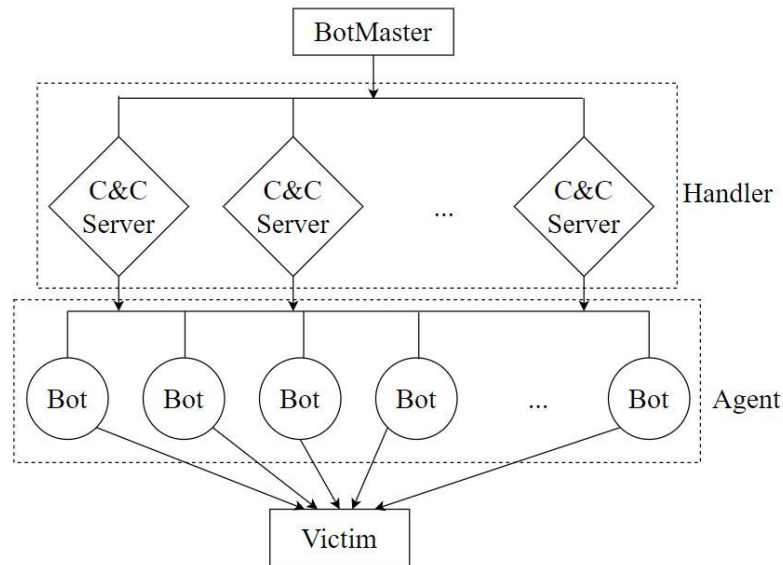 BotMaster
C&C
Server
C&C
Server
...
C&C
Server
Handler
Bot
Bot
Bot
Bot
...
Bot
Agent
Victim